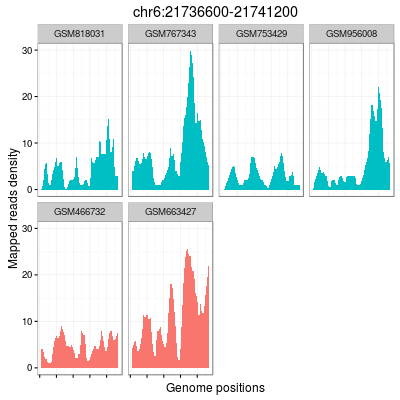 chr6:21736600-21741200
GSM818031 GSM767343 GSM753429 GSM956008
30
20
10
0
Mapped reads density
GSM466732 GSM663427
30
20
10
0
Genome positions